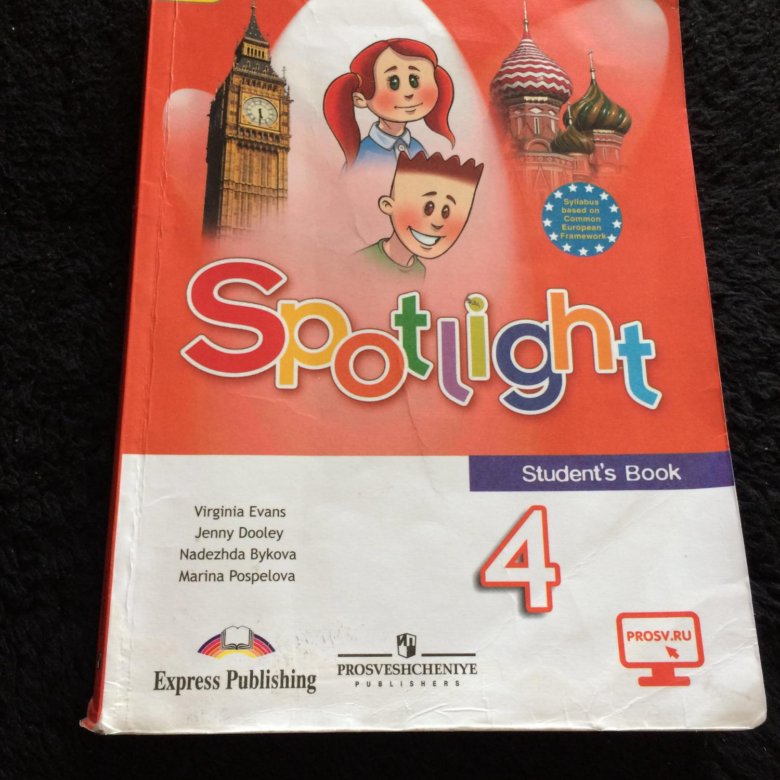 Syllabus
based on
Common
European
Framework
Spotlight
Student's Book
Virginia Evans
Jenny Dooley
Nadezhda Bykova
Marina Pospelova
4
PROSV.RU
Express Publishing
PROSVESHCHENIYE
PUBLISHERS